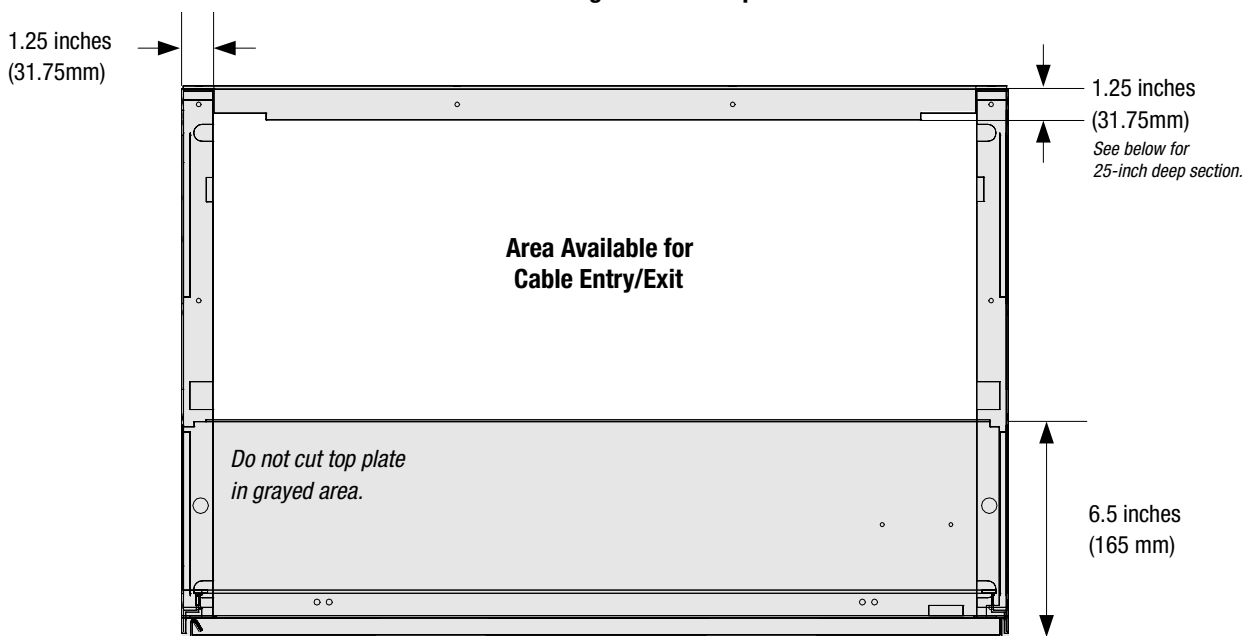 1.25 inches
(31.75mm)
1.25 inches
(31.75mm)
See below for
25-inch deep section.
Area Available for
Cable Entry/Exit
Do not cut top plate
in grayed area.
6.5 inches
(165 mm)